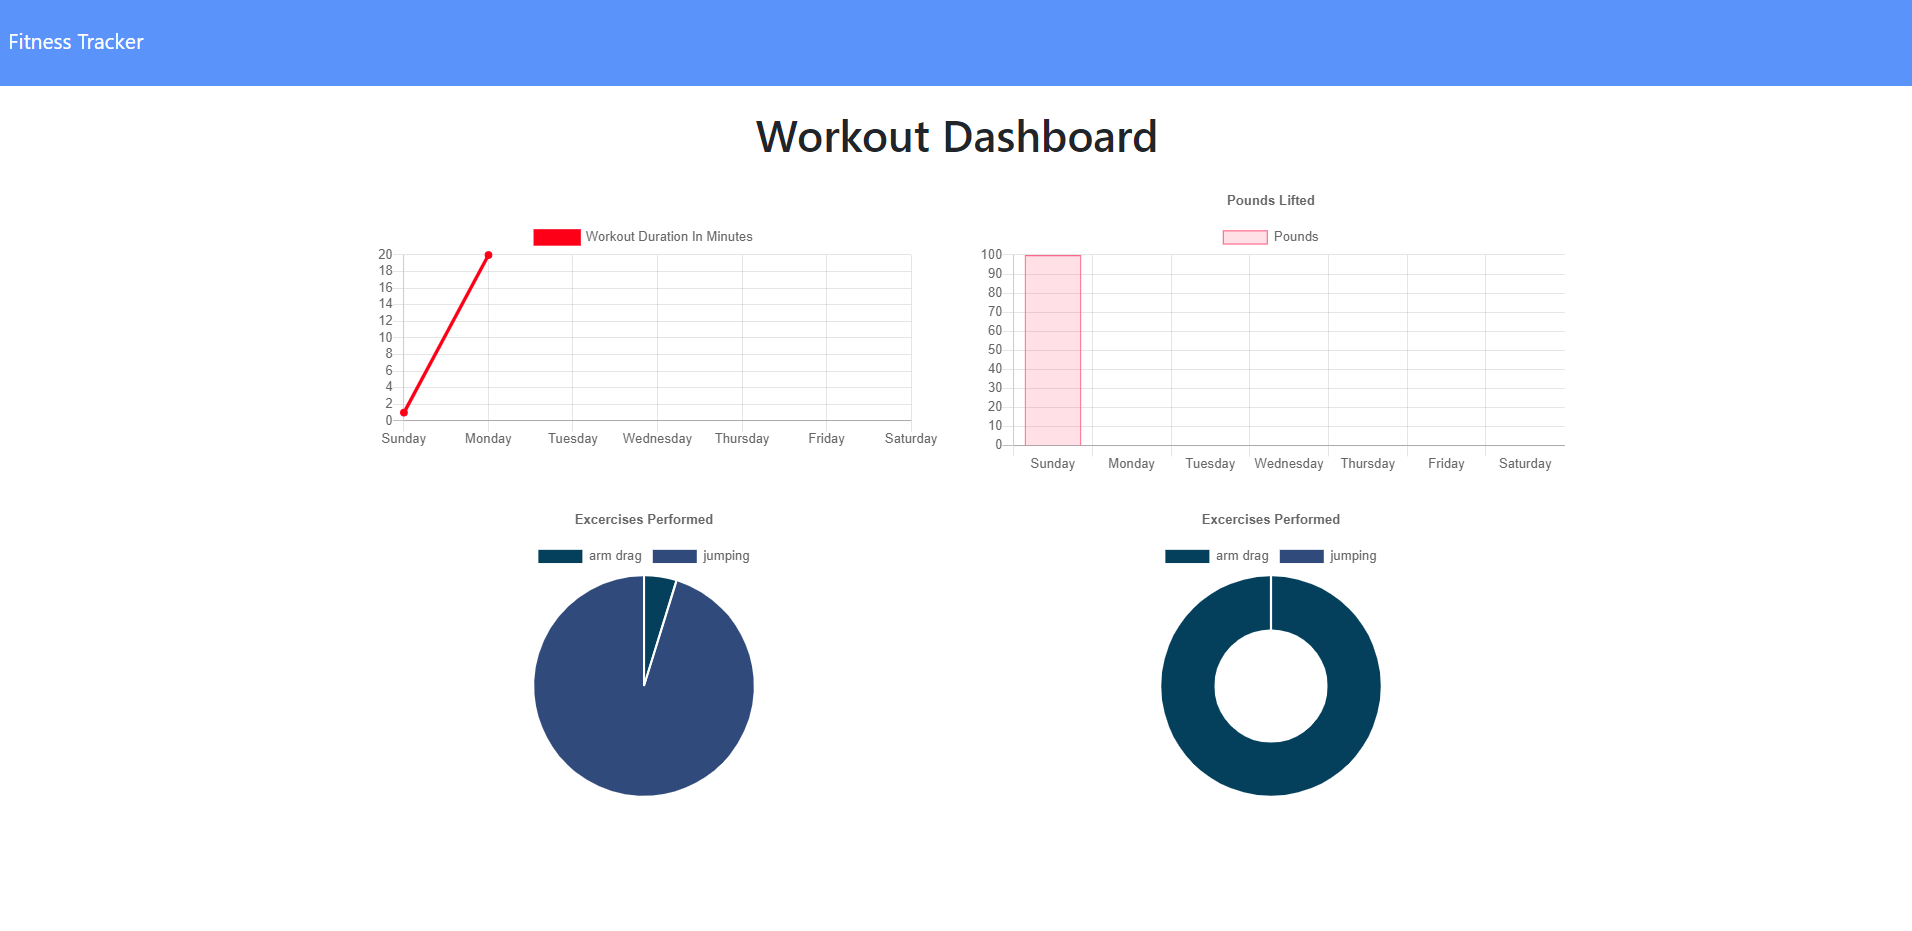 Fitness Tracker
Workout Dashboard
Workout Duration In Minutes
20
18
16
14
12
10
8
6
4
2
0
Sunday Monday Tuesday Wednesday Thursday Friday Saturday
Pounds Lifted
Pounds
100
90
80
70
60
50
40
30
20
10
0
Sunday Monday Tuesday Wednesday Thursday Friday Saturday
Excercises Performed
arm drag jumping
Excercises Performed
arm drag jumping